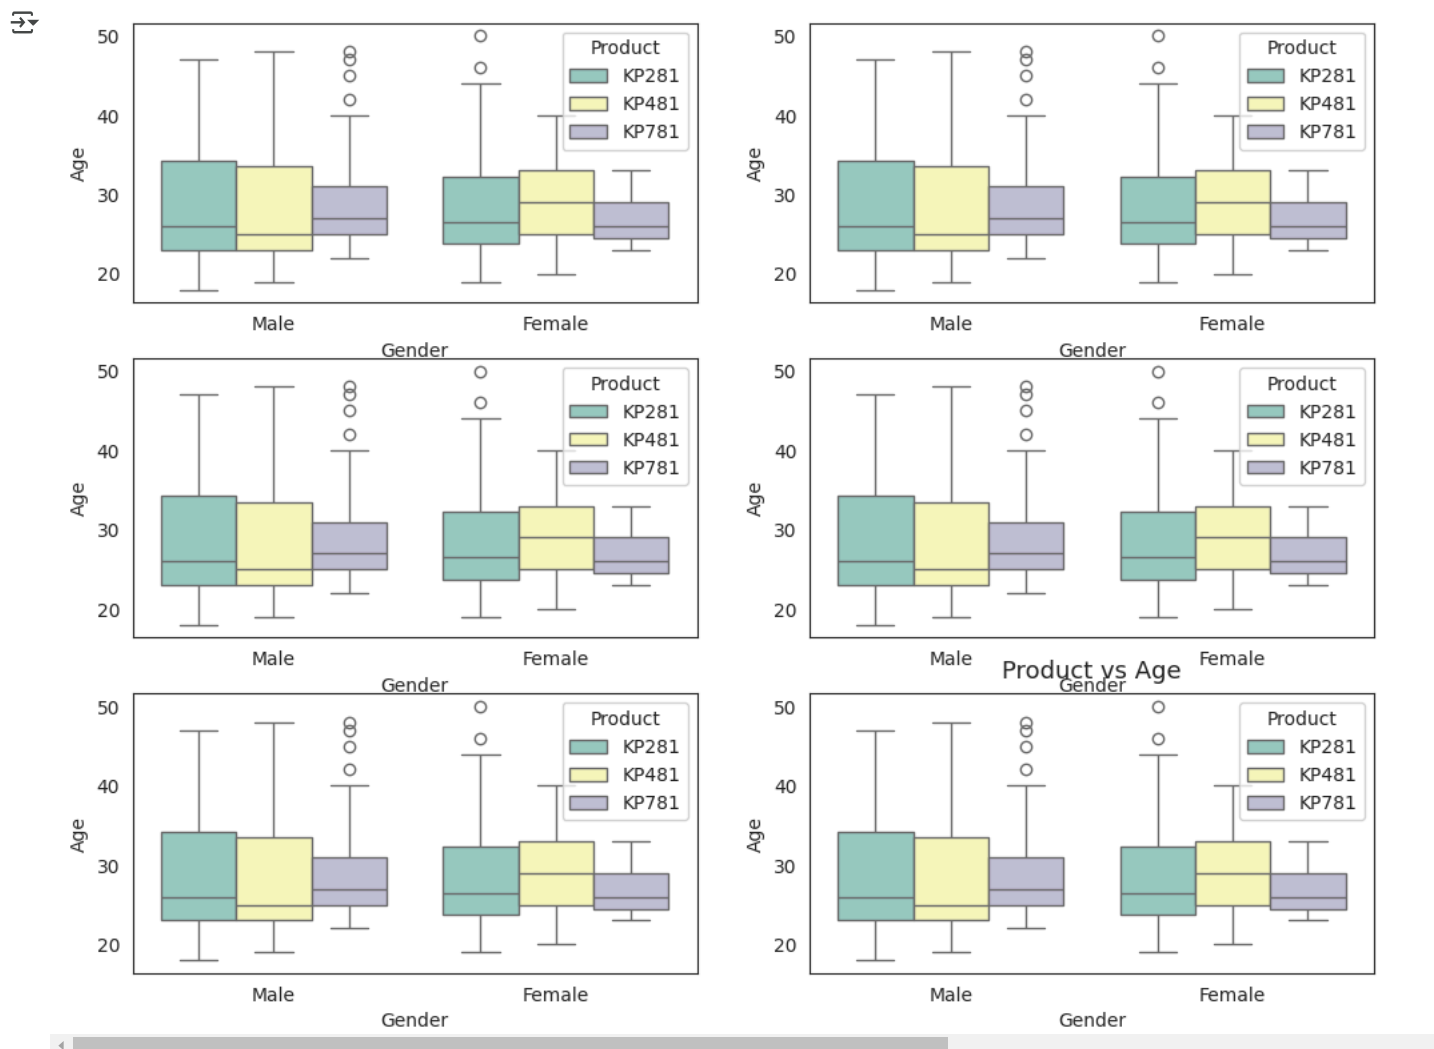 50
40
30
20
Age
Product
KP281
KP481
KP781
Male
Female
Gender
50
40
30
20
Age
Product
KP281
KP481
KP781
Male
Female
Gender
50
40
30
20
Age
Product
KP281
KP481
KP781
Male
Female
Gender
50
40
30
20
Age
Product
KP281
KP481
KP781
Male
Female
Gender
50
40
30
20
Age
Product
KP281
KP481
KP781
Male
Female
Gender
Product vs Age
50
40
30
20
Age
Product
KP281
KP481
KP781
Male
Female
Gender